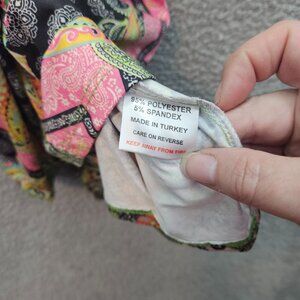 95% POLYESTER
5% SPANDEX
MADE IN TURKEY
CARE ON REVERSE
KEEP AWAY FROM FIRE